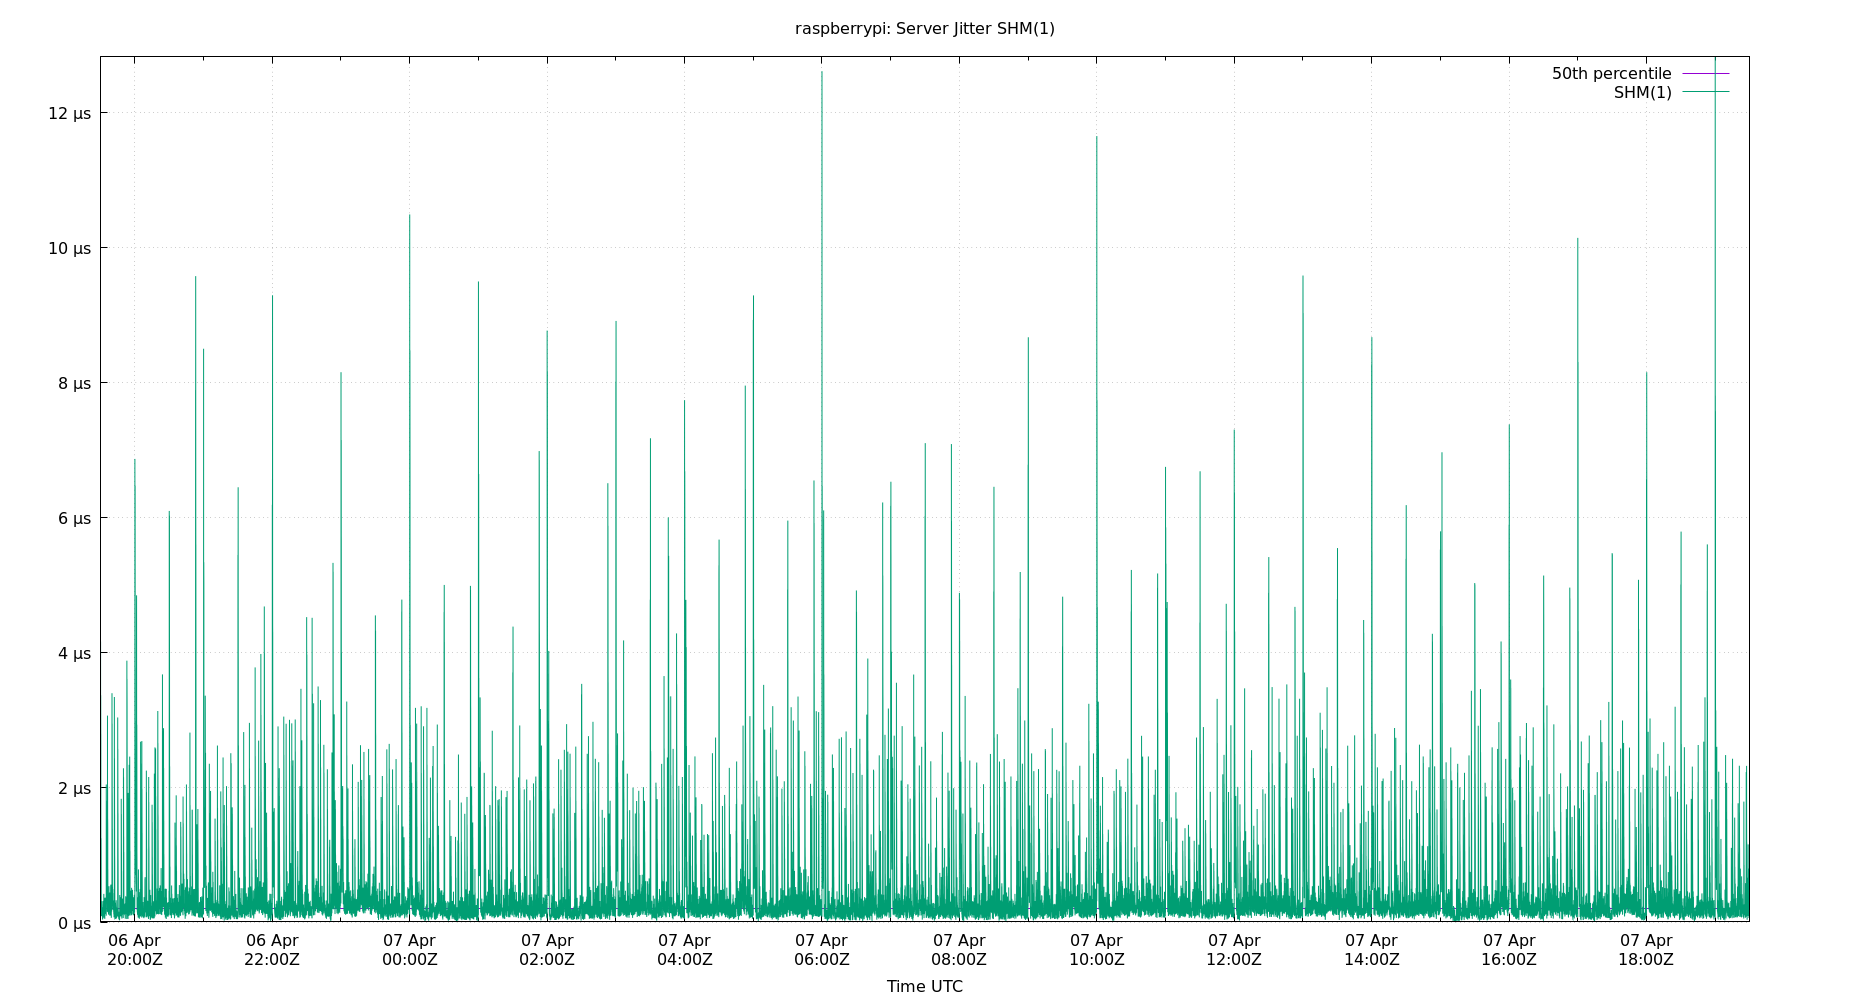 raspberrypi: Server Jitter SHM(1)
50th percentile
SHM(1)
12 µs
10 µs
8 µs
6 µs
4 µs
2 µs
0 µs
06 Apr 06 Apr 07 Apr 07 Apr 07 Apr 07 Apr 07 Apr 07 Apr 07 Apr 07 Apr 07 Apr 07 Apr
20:00Z 22:00Z 00:00Z 02:00Z 04:00Z 06:00Z 08:00Z 10:00Z 12:00Z 14:00Z 16:00Z 18:00Z
Time UTC